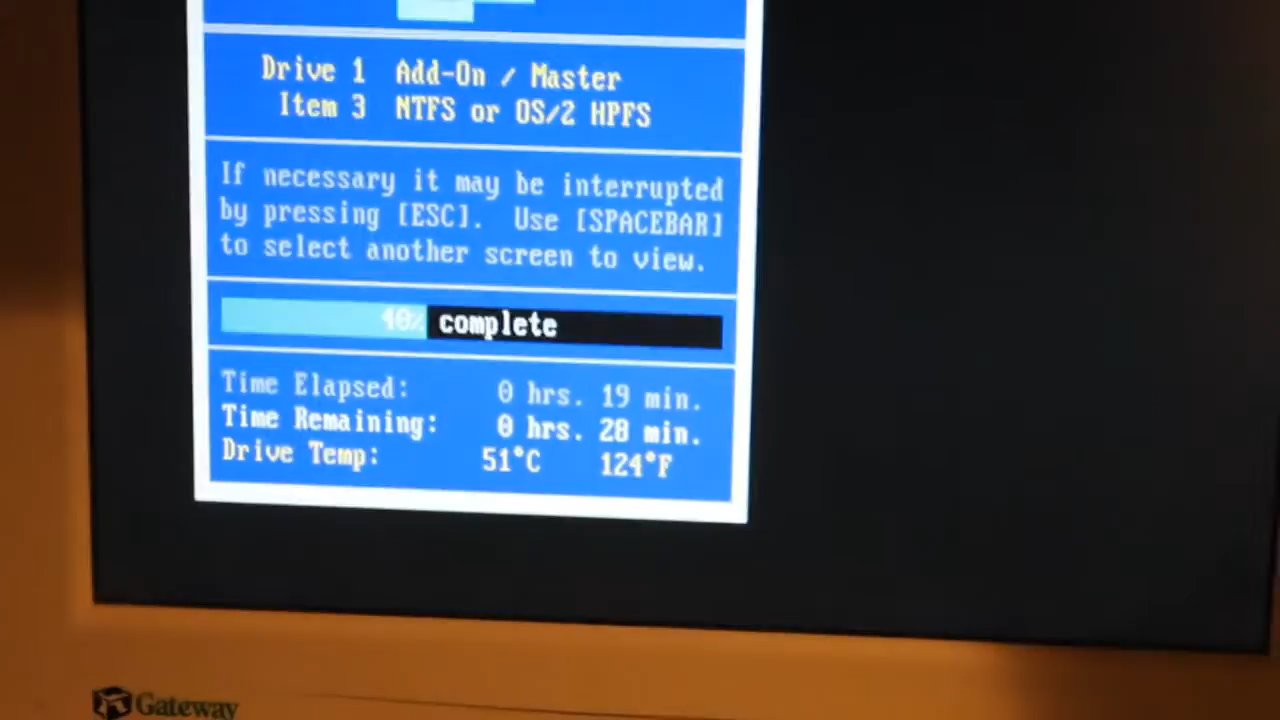 Drive 1 Add-On / Master
Item 3 NTFS or OS/2 HPFS
If necessary it may be interrupted
by pressing [ESC]. Use [SPACEBAR]
to select another screen to view.
40% complete
Time Elapsed: 0 hrs. 19 min.
Time Remaining: 0 hrs. 28 min.
Drive Temp: 51°C 124°F
Gateway